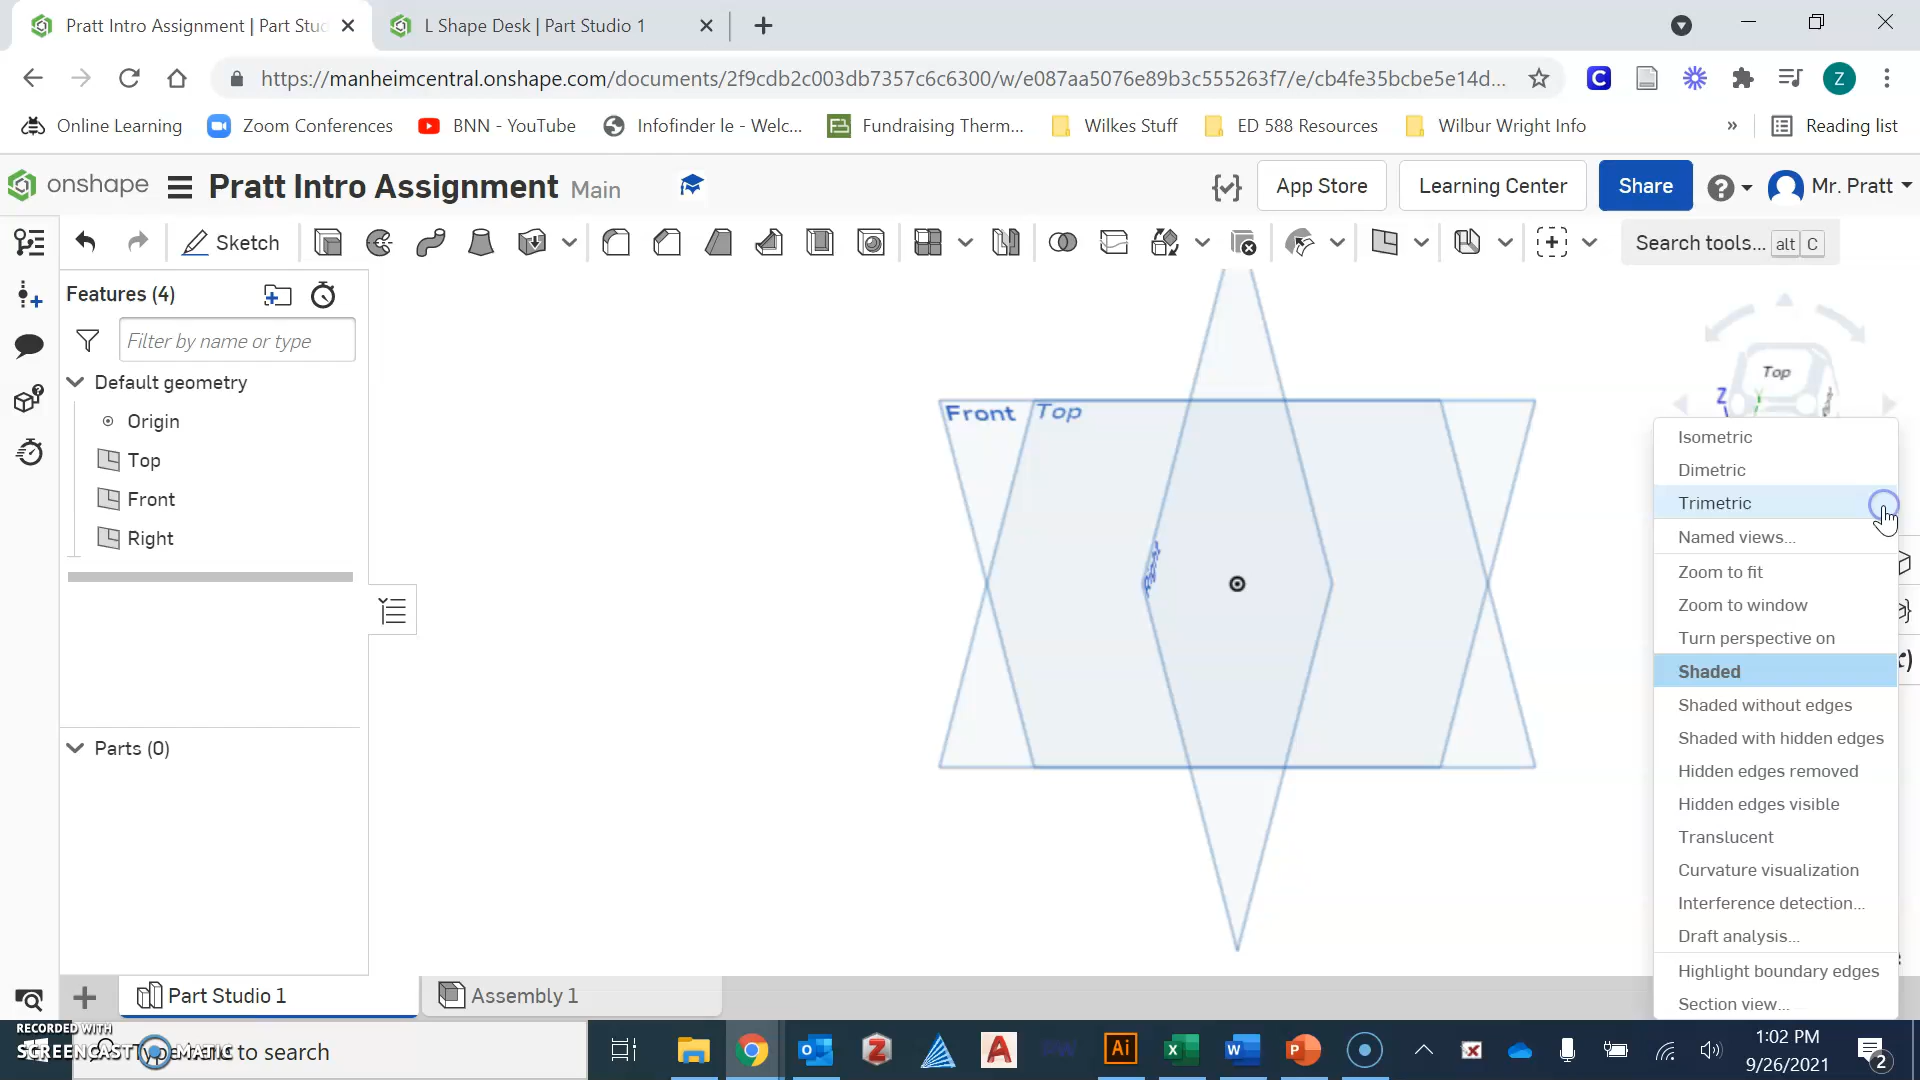 Pratt Intro Assignment | Part Stud
L Shape Desk | Part Studio 1
https://manheimcentral.onshape.com/documents/2f9cdb2c003db7357c6c6300/w/e087aa5076e89b3c555263f7/e/cb4fe35bcbe5e14d...
Z
Online Learning
Zoom Conferences
BNN - YouTube
Infofinder le - Welc...
Fundraising Therm...
Wilkes Stuff
ED 588 Resources
Wilbur Wright Info
»
Reading list
onshape
Pratt Intro Assignment Main
App Store
Learning Center
Share
Mr. Pratt
Sketch
Search tools... alt C
Features (4)
Filter by name or type
Default geometry
Origin
Top
Front
Right
Parts (0)
Front
Top
Top
Z
Isometric
Dimetric
Trimetric
Named views...
Zoom to fit
Zoom to window
Turn perspective on
Shaded
Shaded without edges
Shaded with hidden edges
Hidden edges removed
Hidden edges visible
Translucent
Curvature visualization
Interference detection...
Draft analysis...
Highlight boundary edges
Section view...
Part Studio 1
Assembly 1
RECORDED WITH
SCREENCAST MATIC
to search
1:02 PM
9/26/2021
2